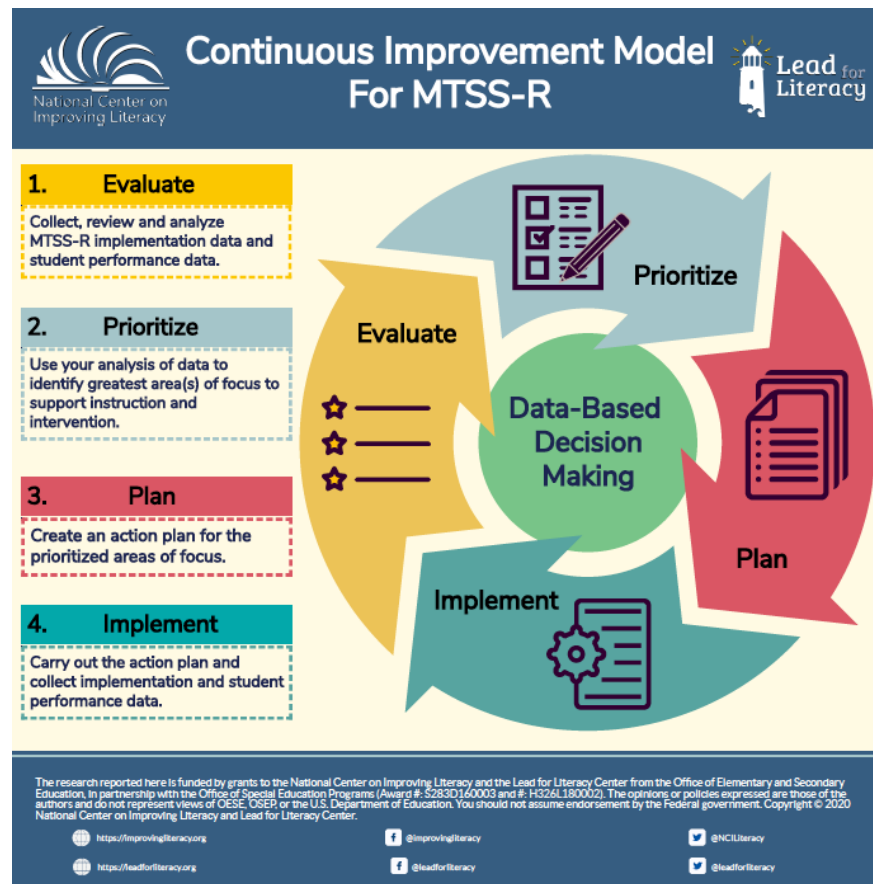 National Center on
Improving Literacy
Continuous Improvement Model
For MTSS-R
Lead for
Literacy
1. Evaluate
Collect, review and analyze
MTSS-R implementation data and
student performance data.
2. Prioritize
Use your analysis of data to
identify greatest area(s) of focus to
support instruction and
intervention.
3. Plan
Create an action plan for the
prioritized areas of focus.
4. Implement
Carry out the action plan and
collect implementation and student
performance data.
Prioritize
Evaluate
Data-Based
Decision
Making
Plan
Implement
The research reported here is funded by grants to the National Center on Improving Literacy and the Lead for Literacy Center from the Office of Elementary and Secondary
Education, in partnership with the Office of Special Education Programs (Award #: S283D160003 and #: H326L180002). The opinions or policies expressed are those of the
authors and do not represent views of OESE, OSEP, or the U.S. Department of Education. You should not assume endorsement by the Federal government. Copyright © 2020
National Center on Improving Literacy and Lead for Literacy Center.
https://improvingliteracy.org
@improvingliteracy
@NCILiteracy
https://leadforliteracy.org
@leadforliteracy
@leadforliteracy